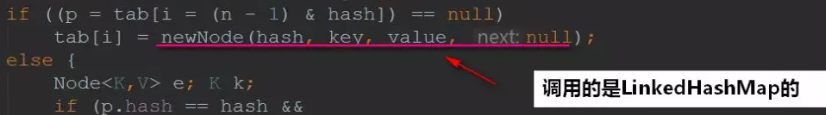 if ((p = tab[i = (n - 1) & hash]) == null)
tab[i] = newNode(hash, key, value, next: null);
else {
Node<K,V> e; K k;
if (p.hash == hash &&
调用的是LinkedHashMap的